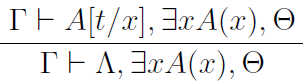 Γ ⊢ A[t/x], ∃xA(x), Θ
Γ ⊢ Λ, ∃xA(x), Θ